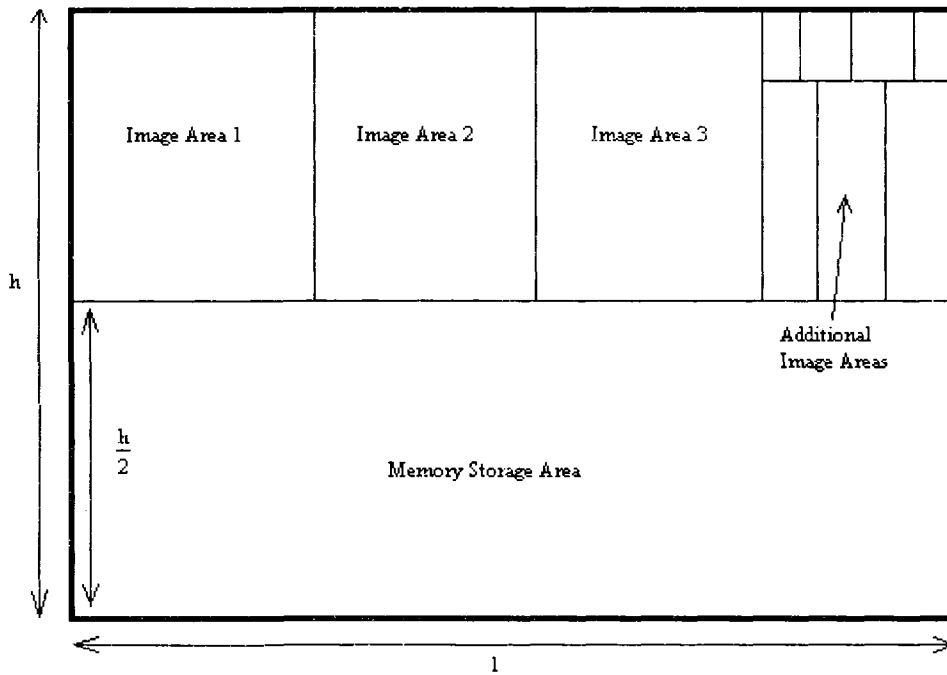 Image Area 1
Image Area 2
Image Area 3
h
Additional
Image Areas
h
2
Memory Storage Area
l